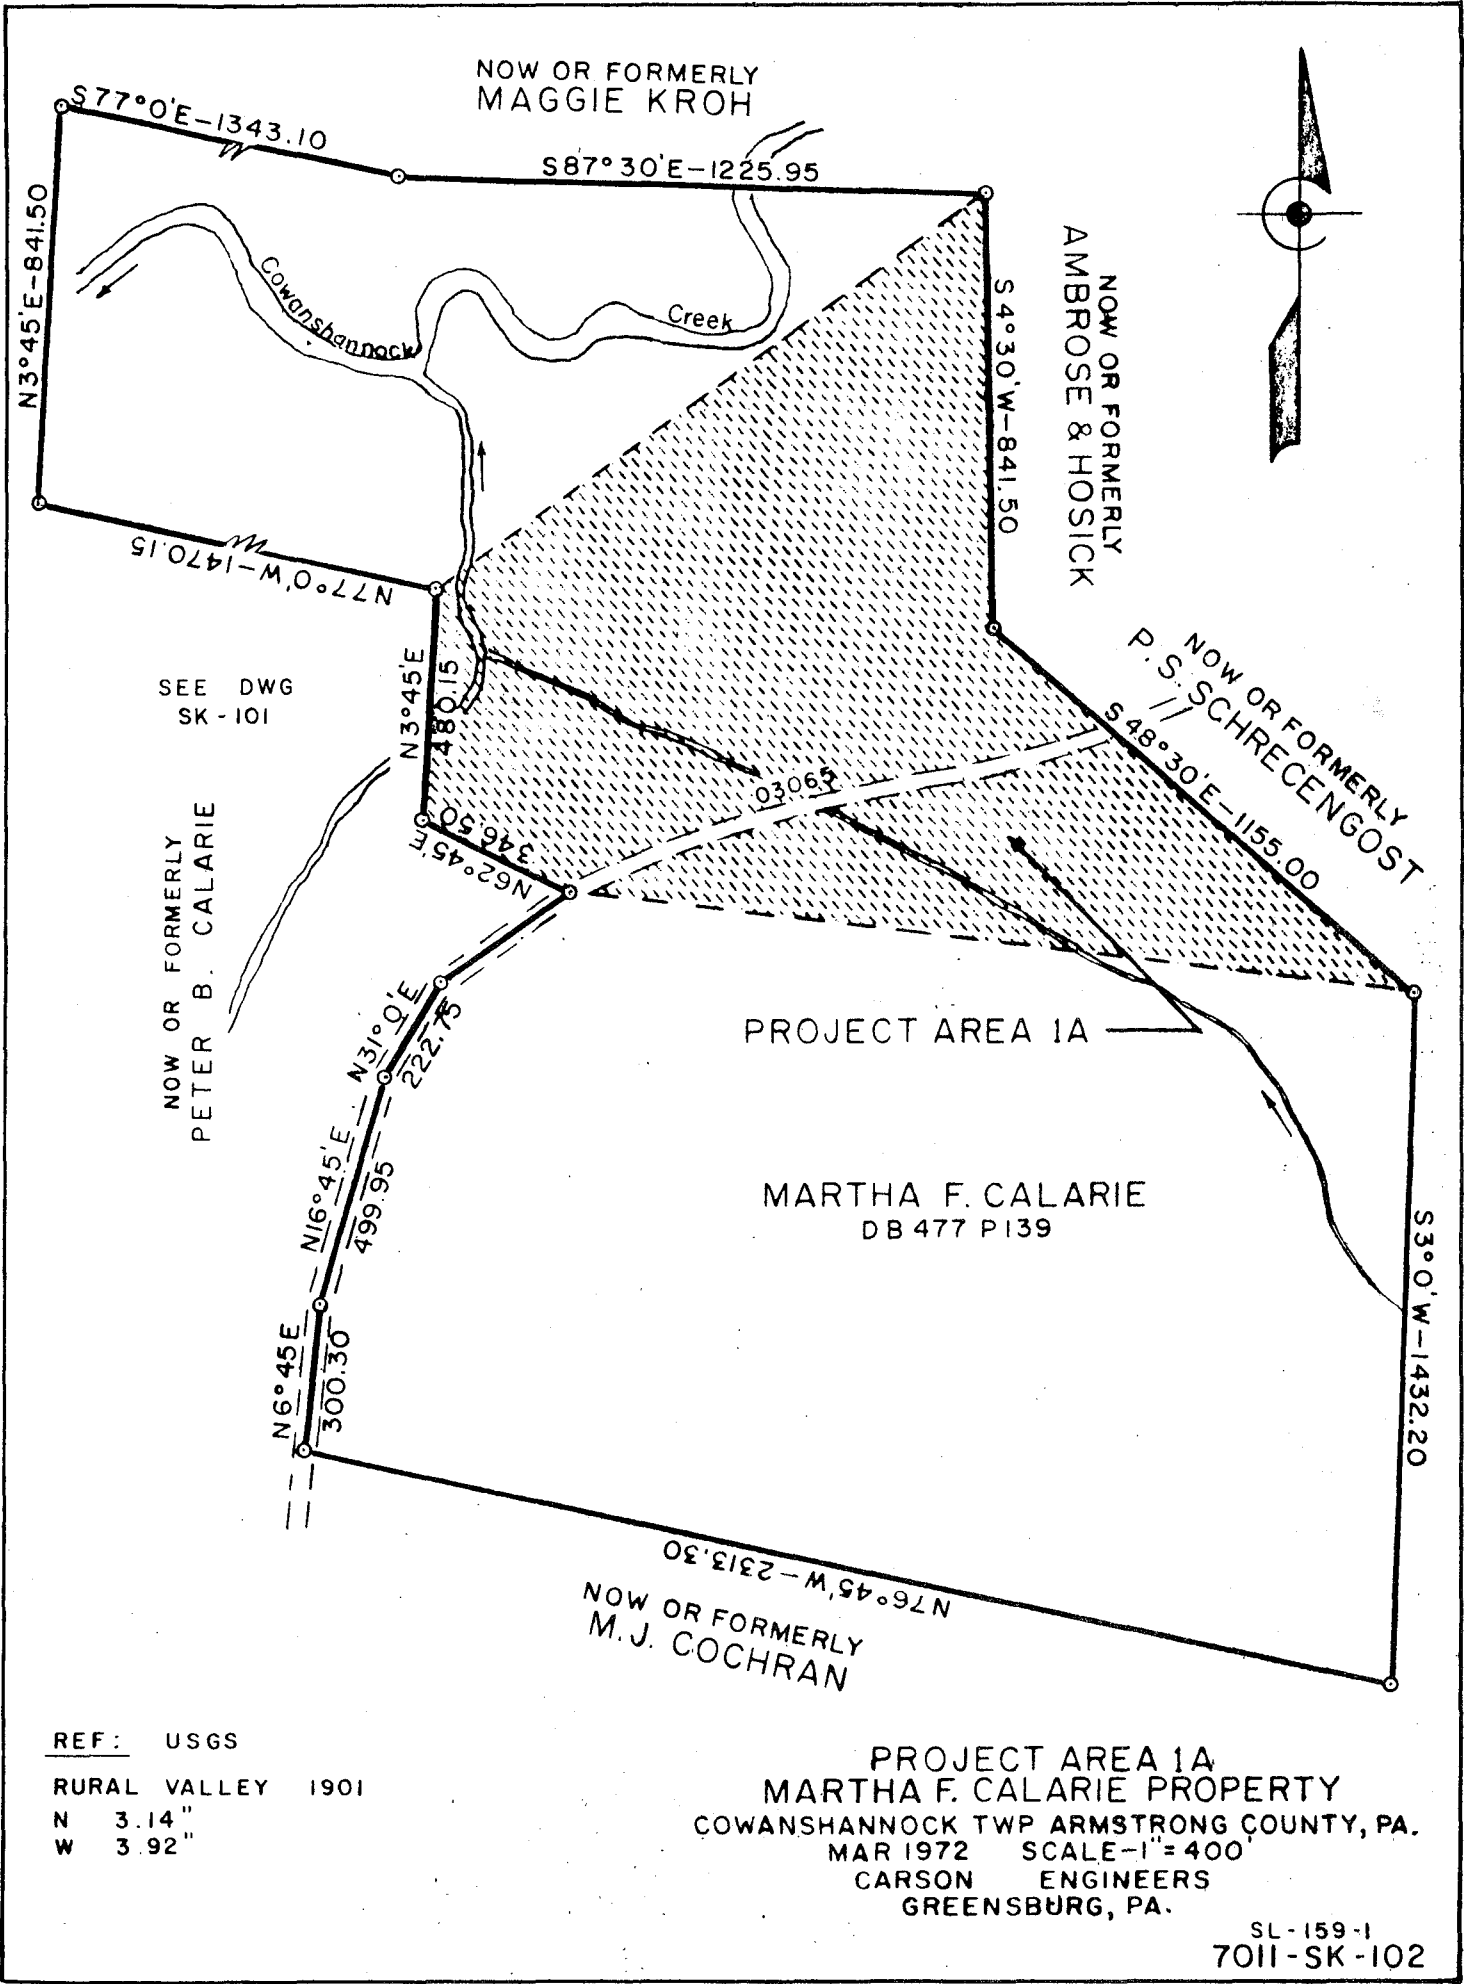 NOW OR FORMERLY
MAGGIE KROH
S77°0'E-1343.10
S87°30'E-1225.95
N3°45'E-841.50
Cowanshannock
Creek
S4°30'W-841.50
NOW OR FORMERLY
AMBROSE & HOSICK
N77°0'W-1470.15
SEE DWG
SK-101
N3°45'E
480.15
NOW OR FORMERLY
P.S. SCHRECENGOST
S48°30'E-1155.00
03065
346.50
N62°45'E
NOW OR FORMERLY
PETER B. CALARIE
N31°0'E
222.75
PROJECT AREA 1A
N16°45'E
499.95
MARTHA F. CALARIE
DB 477 P139
S3°0'W-1432.20
N6°45E
300.30
N76°45'W-2313.30
NOW OR FORMERLY
M.J. COCHRAN
REF: USGS
RURAL VALLEY 1901
N 3.14"
W 3.92"
PROJECT AREA 1A
MARTHA F. CALARIE PROPERTY
COWANSHANNOCK TWP ARMSTRONG COUNTY, PA.
MAR 1972 SCALE-1"=400'
CARSON ENGINEERS
GREENSBURG, PA.
SL-159-1
7011-SK-102